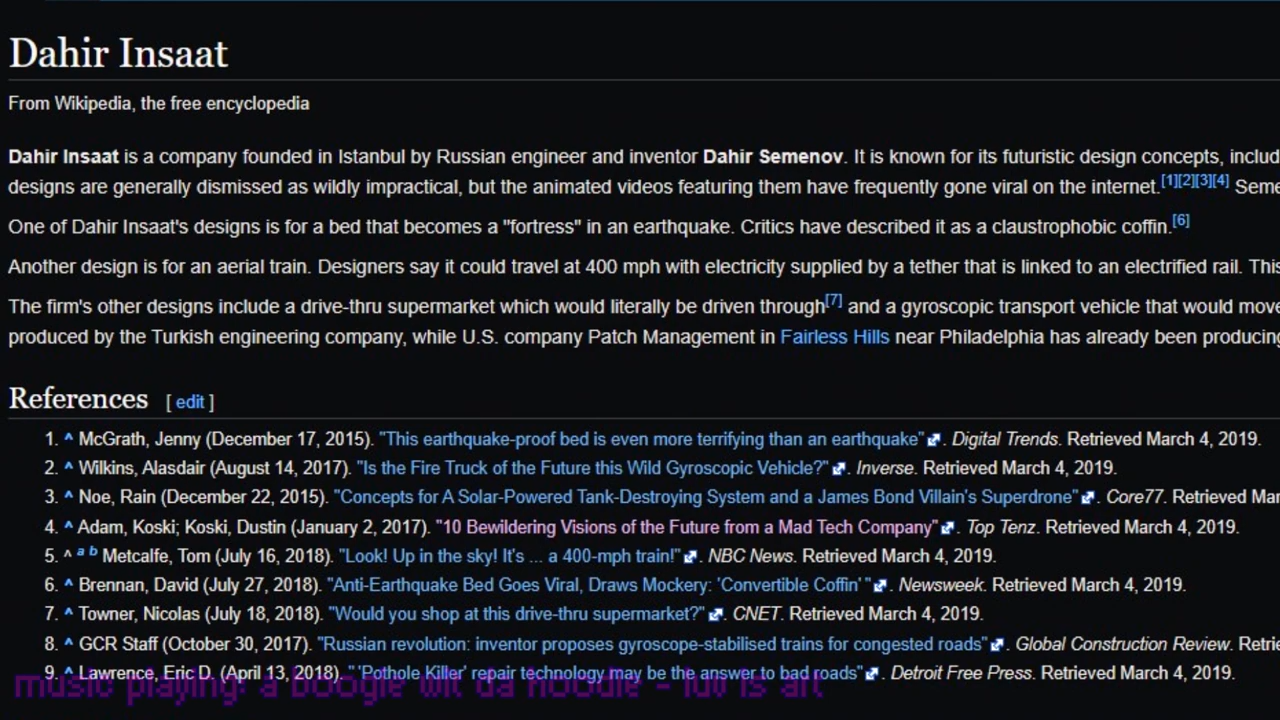 Dahir Insaat
From Wikipedia, the free encyclopedia
Dahir Insaat is a company founded in Istanbul by Russian engineer and inventor Dahir Semenov. It is known for its futuristic design concepts, includ
designs are generally dismissed as wildly impractical, but the animated videos featuring them have frequently gone viral on the internet.[1][2][3][4] Seme
One of Dahir Insaat's designs is for a bed that becomes a "fortress" in an earthquake. Critics have described it as a claustrophobic coffin.[6]
Another design is for an aerial train. Designers say it could travel at 400 mph with electricity supplied by a tether that is linked to an electrified rail. This
The firm's other designs include a drive-thru supermarket which would literally be driven through[7] and a gyroscopic transport vehicle that would move
produced by the Turkish engineering company, while U.S. company Patch Management in Fairless Hills near Philadelphia has already been producing
References [ edit ]
1. ^ McGrath, Jenny (December 17, 2015). "This earthquake-proof bed is even more terrifying than an earthquake". Digital Trends. Retrieved March 4, 2019.
2. ^ Wilkins, Alasdair (August 14, 2017). "Is the Fire Truck of the Future this Wild Gyroscopic Vehicle?". Inverse. Retrieved March 4, 2019.
3. ^ Noe, Rain (December 22, 2015). "Concepts for A Solar-Powered Tank-Destroying System and a James Bond Villain's Superdrone". Core77. Retrieved Mar
4. ^ Adam, Koski; Koski, Dustin (January 2, 2017). "10 Bewildering Visions of the Future from a Mad Tech Company". Top Tenz. Retrieved March 4, 2019.
5. ^ a b Metcalfe, Tom (July 16, 2018). "Look! Up in the sky! It's ... a 400-mph train!". NBC News. Retrieved March 4, 2019.
6. ^ Brennan, David (July 27, 2018). "Anti-Earthquake Bed Goes Viral, Draws Mockery: 'Convertible Coffin' ". Newsweek. Retrieved March 4, 2019.
7. ^ Towner, Nicolas (July 18, 2018). "Would you shop at this drive-thru supermarket?". CNET. Retrieved March 4, 2019.
8. ^ GCR Staff (October 30, 2017). "Russian revolution: inventor proposes gyroscope-stabilised trains for congested roads". Global Construction Review. Retrie
9. ^ Lawrence, Eric D. (April 13, 2018). " 'Pothole Killer' repair technology may be the answer to bad roads". Detroit Free Press. Retrieved March 4, 2019.
music playing: a boogie wit da hoodie - luv is art